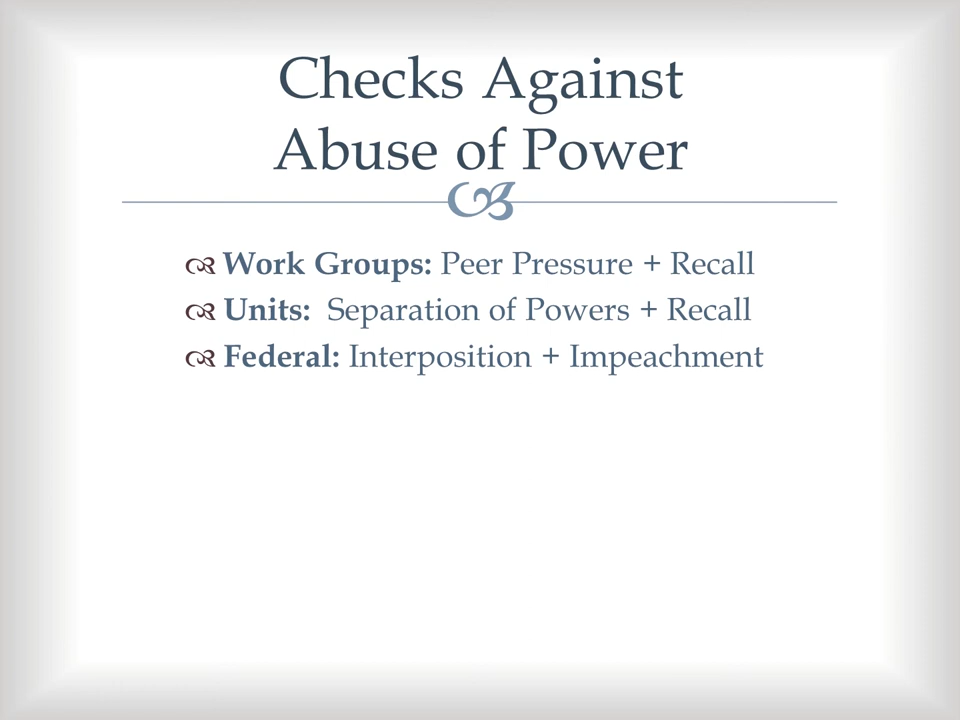 Checks Against
Abuse of Power
Work Groups: Peer Pressure + Recall
Units:  Separation of Powers + Recall
Federal: Interposition + Impeachment